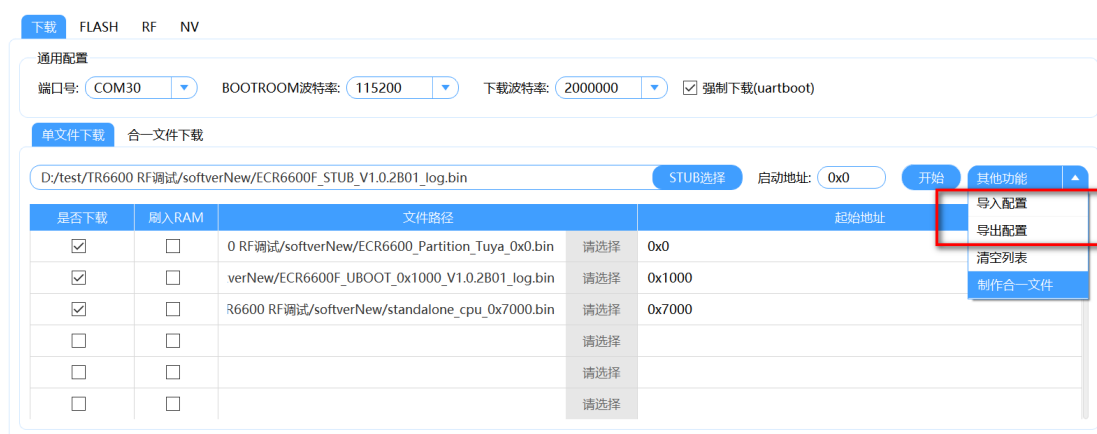 下载 FLASH RF NV
通用配置
端口号: COM30 BOOTROOM波特率: 115200 下载波特率: 2000000 强制下载(uartboot)
单文件下载 合一文件下载
D:/test/TR6600 RF调试/softverNew/ECR6600F_STUB_V1.0.2B01_log.bin STUB选择 启动地址: 0x0 开始 其他功能
导入配置
导出配置
清空列表
制作合一文件
是否下载 刷入RAM 文件路径 起始地址
0 RF调试/softverNew/ECR6600_Partition_Tuya_0x0.bin 请选择 0x0
verNew/ECR6600F_UBOOT_0x1000_V1.0.2B01_log.bin 请选择 0x1000
R6600 RF调试/softverNew/standalone_cpu_0x7000.bin 请选择 0x7000
请选择
请选择
请选择